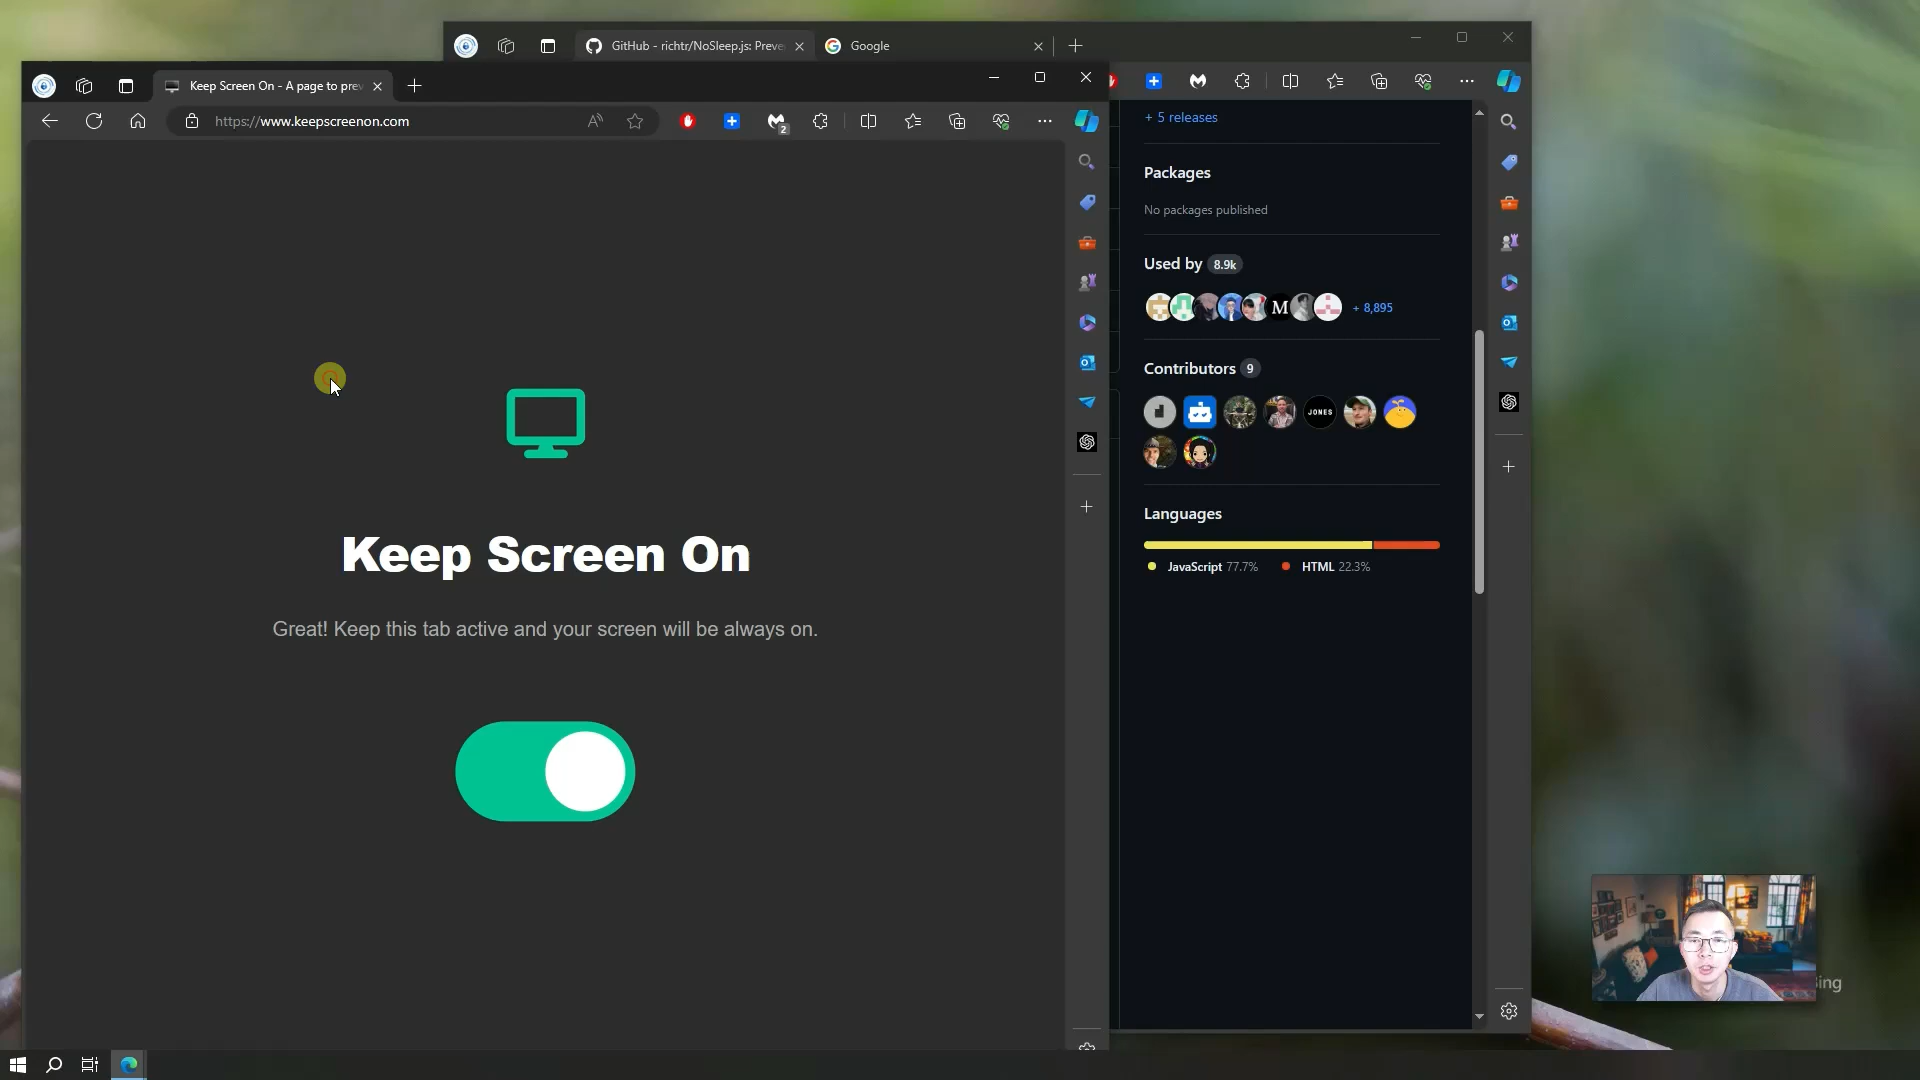 GitHub - richtr/NoSleep.js: Preve
Google
Keep Screen On - A page to prev
https://www.keepscreenon.com
2
Keep Screen On
Great! Keep this tab active and your screen will be always on.
+ 5 releases
Packages
No packages published
Used by 8.9k
M
+ 8,895
Contributors 9
JONES
Languages
JavaScript 77.7% HTML 22.3%
ing